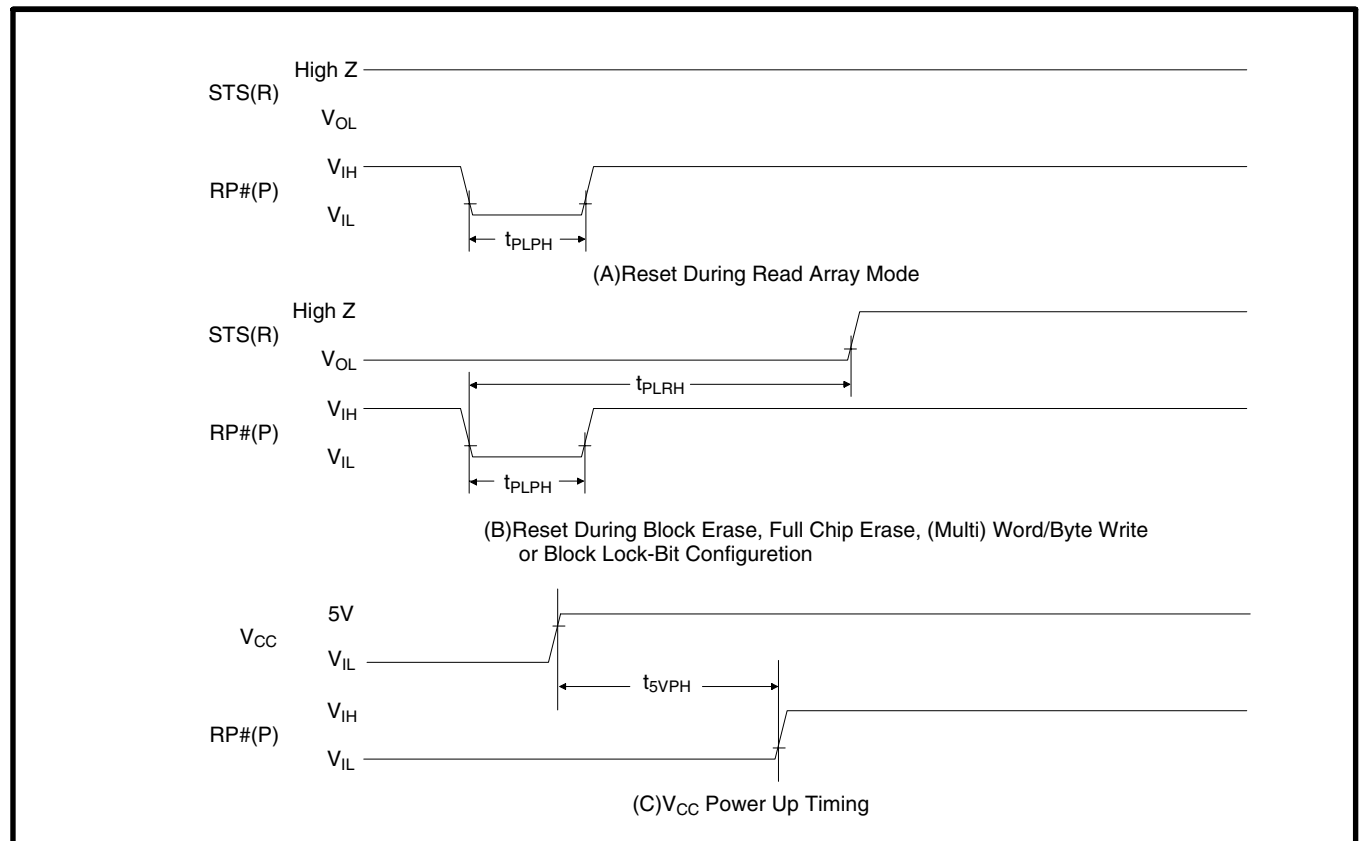 High Z
STS(R)
VOL
VIH
RP#(P)
VIL
tPLPH
(A)Reset During Read Array Mode
High Z
STS(R)
VOL
tPLRH
VIH
RP#(P)
VIL
tPLPH
(B)Reset During Block Erase, Full Chip Erase, (Multi) Word/Byte Write
or Block Lock-Bit Configuretion
5V
VCC
VIL
t5VPH
VIH
RP#(P)
VIL
(C)VCC Power Up Timing